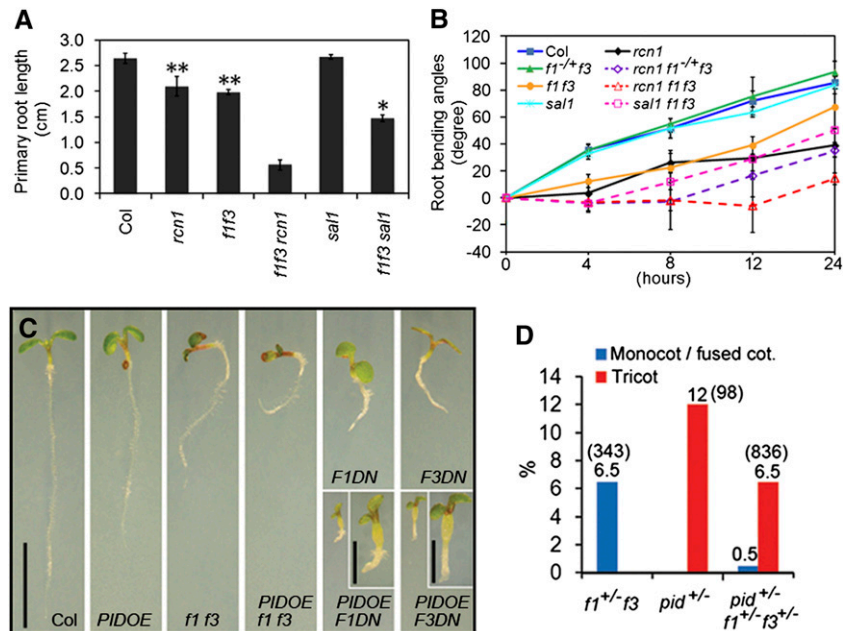 A
Primary root length
(cm)
3.0
2.5
2.0
1.5
1.0
0.5
0.0
**
**
*
Col
rcn1
f1f3
f1f3 rcn1
sal1
f1f3 sal1
B
Root bending angles
(degree)
120
100
80
60
40
20
0
-20
-40
Col
rcn1
f1-/+f3
rcn1 f1-/+f3
f1 f3
rcn1 f1 f3
sal1
sal1 f1 f3
0
4
8
12
24
(hours)
C
Col
PIDOE
f1 f3
PIDOE
f1 f3
F1DN
F3DN
PIDOE
F1DN
PIDOE
F3DN
D
Monocot / fused cot.
Tricot
%
14
12
10
8
6
4
2
0
(343)
6.5
12 (98)
(836)
6.5
0.5
f1+/- f3
pid+/-
pid+/-
f1+/-f3+/-